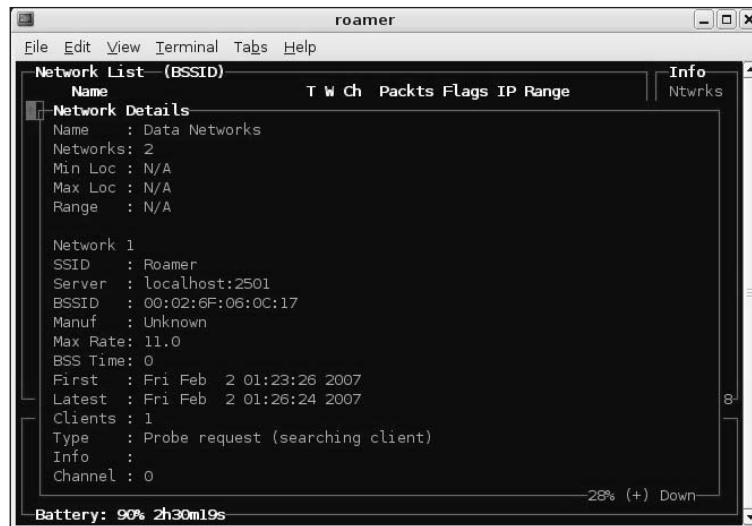 roamer
File Edit View Terminal Tabs Help
Network List—(BSSID) Info
Name T W Ch Packts Flags IP Range Ntwrks
Network Details
Name : Data Networks
Networks: 2
Min Loc : N/A
Max Loc : N/A
Range : N/A
Network 1
SSID : Roamer
Server : localhost:2501
BSSID : 00:02:6F:06:0C:17
Manuf : Unknown
Max Rate: 11.0
BSS Time: 0
First : Fri Feb 2 01:23:26 2007
Latest : Fri Feb 2 01:26:24 2007 8
Clients : 1
Type : Probe request (searching client)
Info :
Channel : 0
28% (+) Down
Battery: 90% 2h30m19s